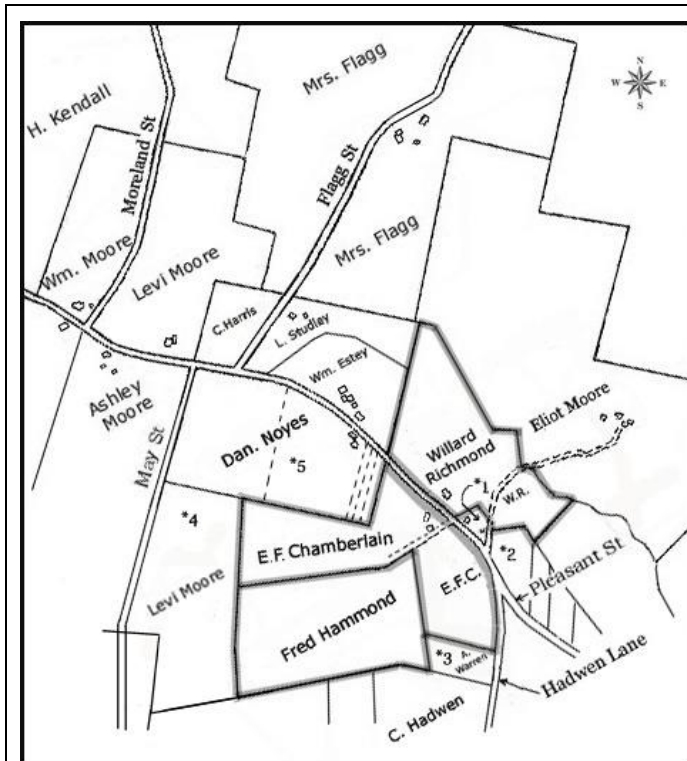 Mrs. Flagg
N
W E
S
H. Kendall
Moreland St
Flagg St
Mrs. Flagg
Wm. Moore
Levi Moore
C. Harris
L. Studley
Wm. Estey
Ashley
Moore
May St
Dan. Noyes
*5
Willard
Richmond
Eliot Moore
*1
W.R.
*4
E.F. Chamberlain
*2
E.F.C.
Pleasant St
Levi Moore
Fred Hammond
*3
A.
Warren
Hadwen Lane
C. Hadwen